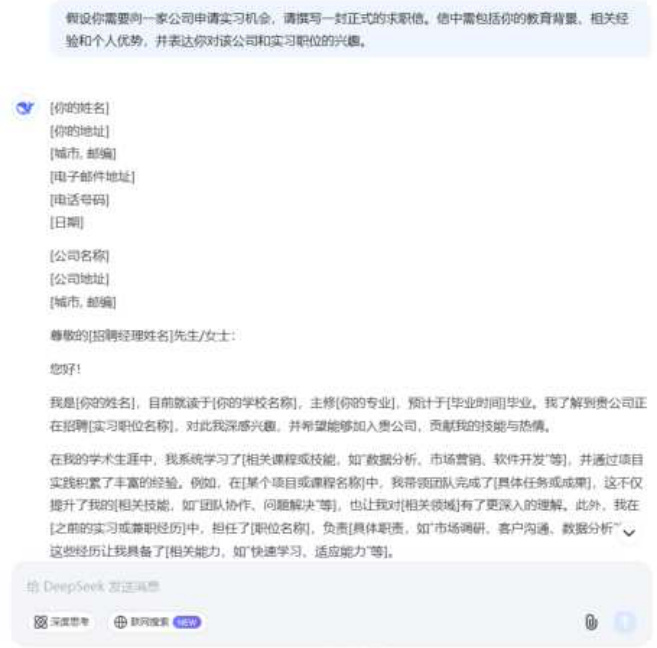 假设你需要向一家公司申请实习机会，请撰写一封正式的求职信。信中需包括你的教育背景、相关经
验和个人优势，并表达你对该公司和实习职位的兴趣。
[你的姓名]
[你的地址]
[城市, 邮编]
[电子邮件地址]
[电话号码]
[日期]
[公司名称]
[公司地址]
[城市, 邮编]
尊敬的[招聘经理姓名]先生/女士：
您好！
我是[你的姓名]，目前就读于[你的学校名称]，主修[你的专业]，预计于[毕业时间]毕业。我了解到贵公司正
在招聘[实习职位名称]，对此我深感兴趣，并希望能够加入贵公司，贡献我的技能与热情。
在我的学术生涯中，我系统学习了[相关课程或技能，如"数据分析、市场营销、软件开发"等]，并通过项目
实践积累了丰富的经验。例如，在[某个项目或课程名称]中，我带领团队完成了[具体任务或成果]，这不仅
提升了我的[相关技能，如"团队协作、问题解决"等]，也让我对[相关领域]有了更深入的理解。此外，我在
[之前的实习或兼职经历]中，担任了[职位名称]，负责[具体职责，如"市场调研、客户沟通、数据分析"
这些经历让我具备了[相关能力，如"快速学习、适应能力"等]。
给 DeepSeek 发送消息
深度思考 联网搜索 NEW